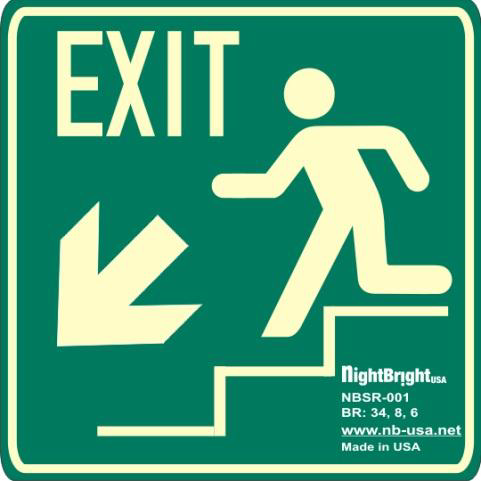 EXIT
NightBrightUSA
NBSR-001
BR: 34, 8, 6
www.nb-usa.net
Made in USA